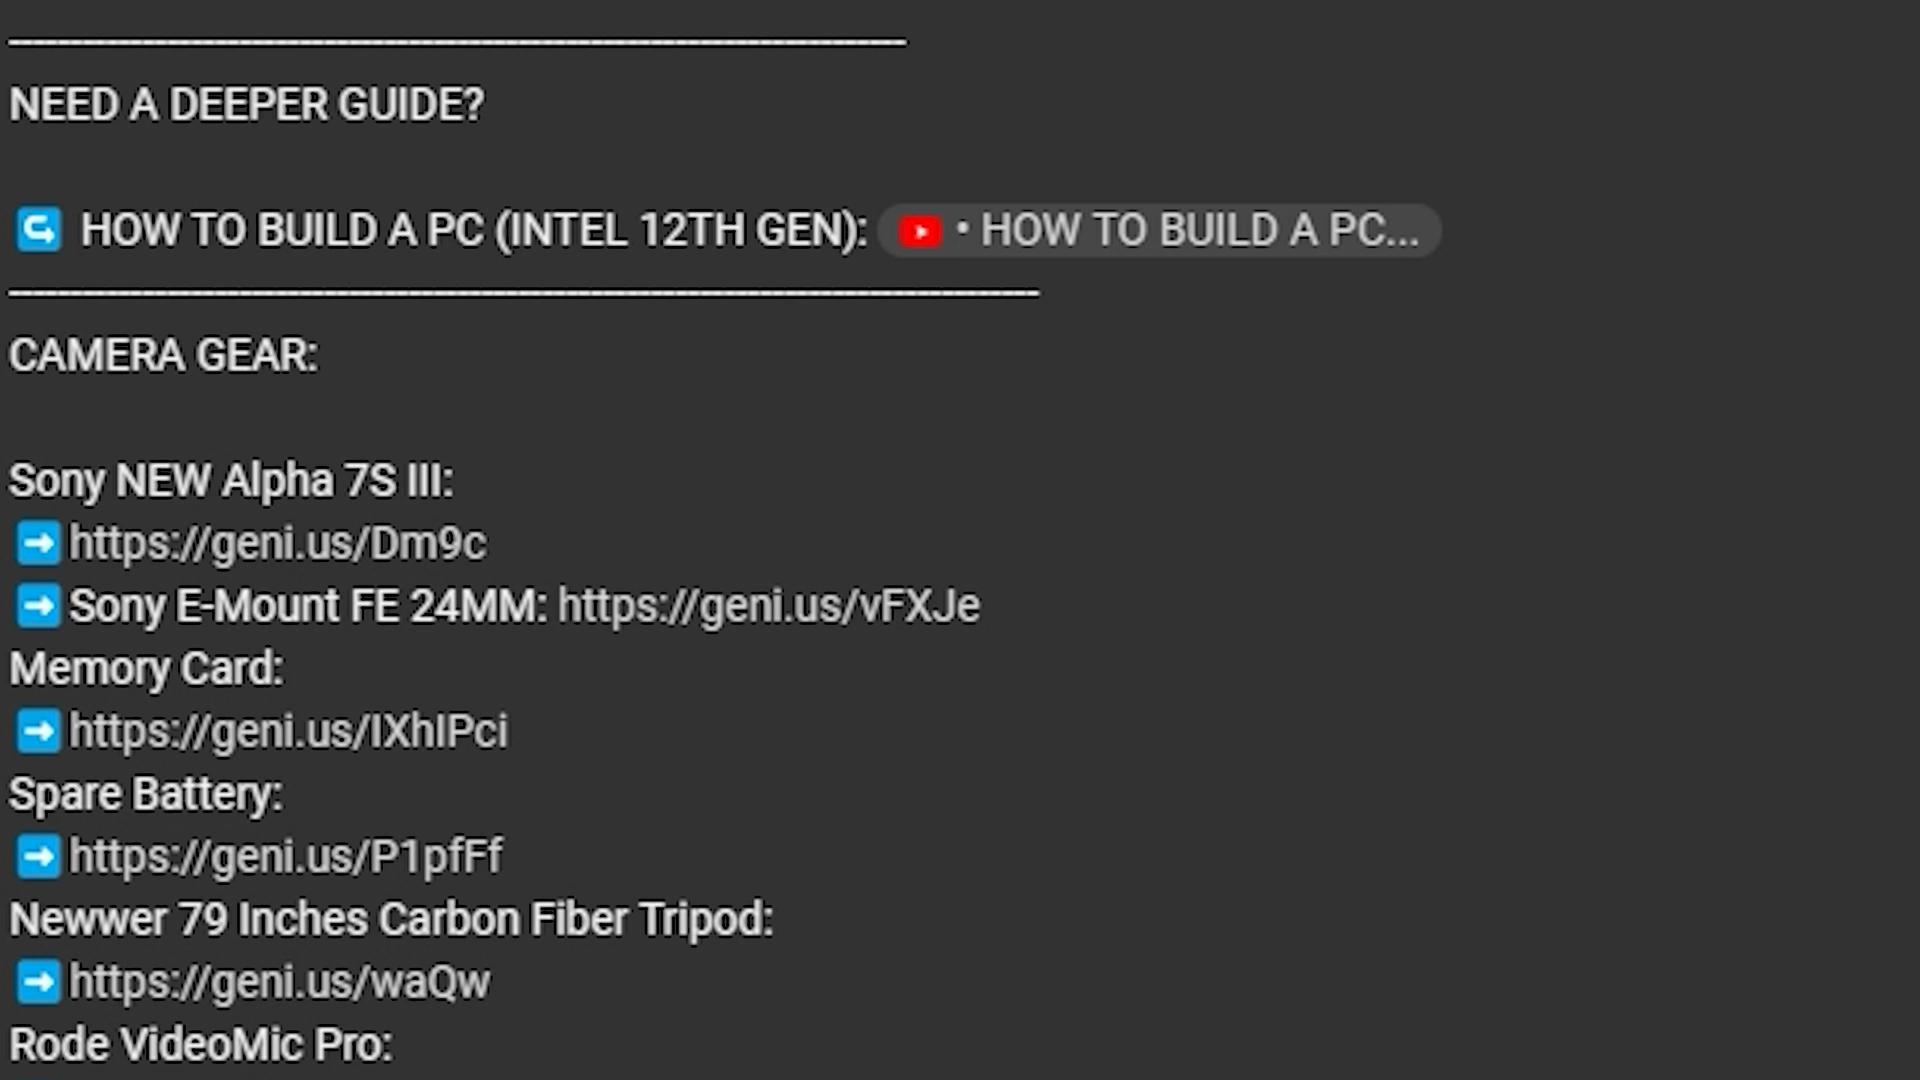 NEED A DEEPER GUIDE?
↪ HOW TO BUILD A PC (INTEL 12TH GEN): • HOW TO BUILD A PC...
CAMERA GEAR:
Sony NEW Alpha 7S III:
➡ https://geni.us/Dm9c
➡ Sony E-Mount FE 24MM: https://geni.us/vFXJe
Memory Card:
➡ https://geni.us/IXhIPci
Spare Battery:
➡ https://geni.us/P1pfFf
Newwer 79 Inches Carbon Fiber Tripod:
➡ https://geni.us/waQw
Rode VideoMic Pro: